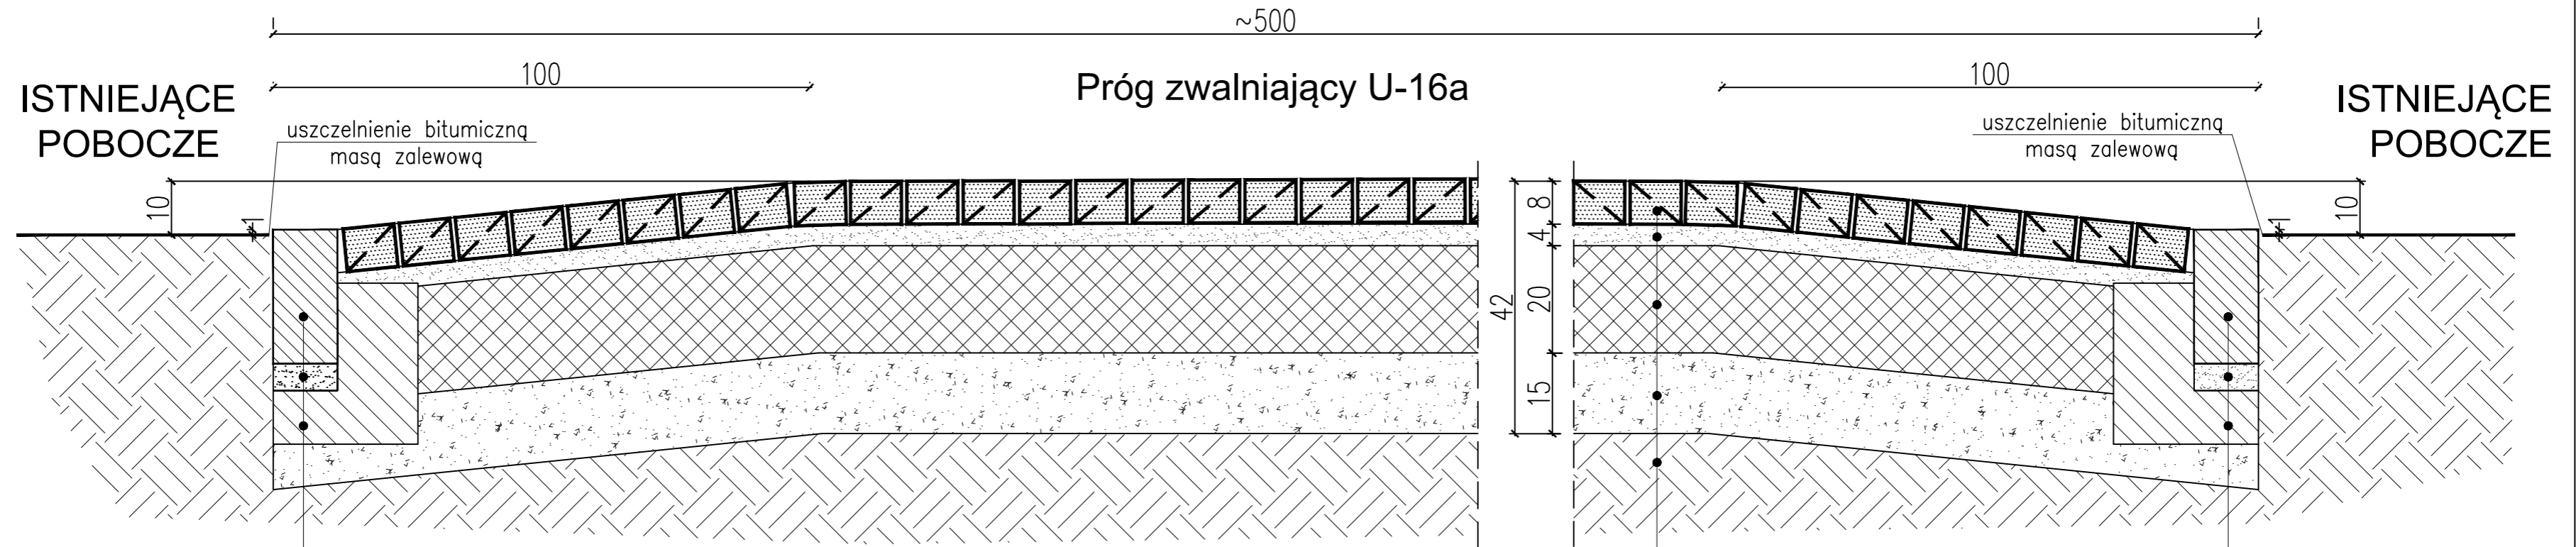 ~500
100
Próg zwalniający U-16a
100
ISTNIEJĄCE
POBOCZE
uszczelnienie bitumiczną
masą zalewową
uszczelnienie bitumiczną
masą zalewową
ISTNIEJĄCE
POBOCZE
10
1
42
8
4
20
15
1
10